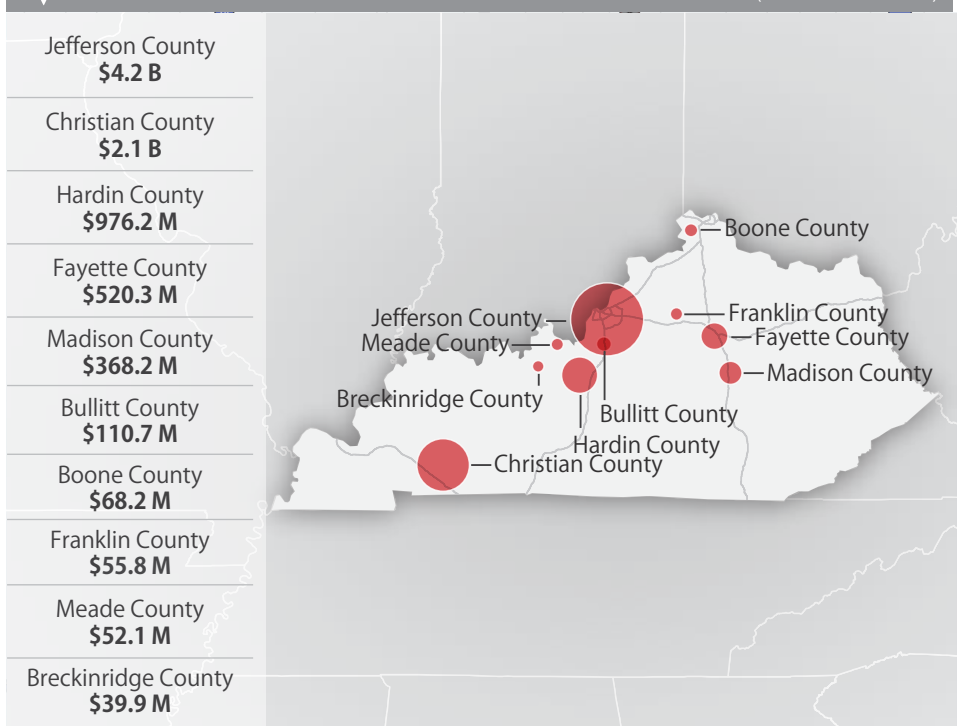 Jefferson County
$4.2 B
Christian County
$2.1 B
Hardin County
$976.2 M
Fayette County
$520.3 M
Madison County
$368.2 M
Bullitt County
$110.7 M
Boone County
$68.2 M
Franklin County
$55.8 M
Meade County
$52.1 M
Breckinridge County
$39.9 M
Boone County
Jefferson County
Franklin County
Meade County
Fayette County
Madison County
Breckinridge County
Bullitt County
Hardin County
Christian County